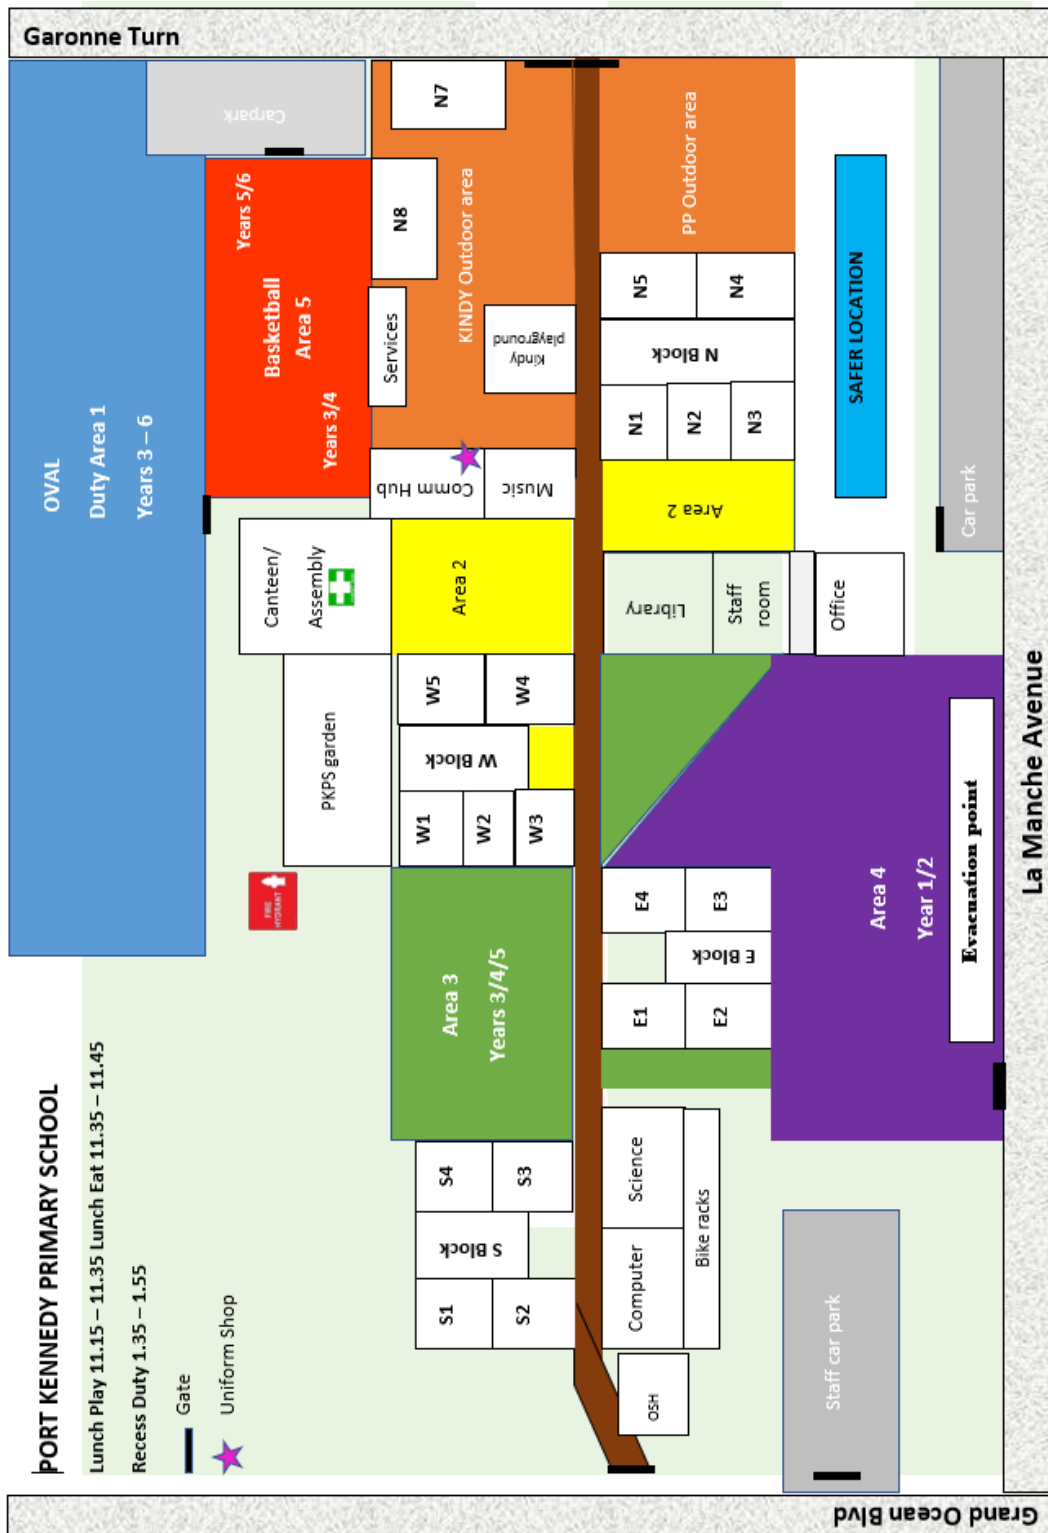 PORT KENNEDY PRIMARY SCHOOL
Lunch Play 11.15 – 11.35 Lunch Eat 11.35 – 11.45
Recess Duty 1.35 – 1.55
Gate
Uniform Shop
Garonne Turn
OVAL
Duty Area 1
Years 3 – 6
Carpark
Years 5/6
Basketball
Area 5
Years 3/4
N7
N8
KINDY Outdoor area
Services
Kindy
playground
PP Outdoor area
N5
N4
N Block
N1
N2
N3
SAFER LOCATION
Comm Hub
Music
Area 2
Car park
Canteen/
Assembly
Area 2
Library
Staff
room
Office
PKPS garden
W5
W4
W Block
W1
W2
W3
FIRE
HYDRANT
Area 3
Years 3/4/5
E4
E3
E Block
E1
E2
Area 4
Year 1/2
Evacuation point
La Manche Avenue
S4
S3
S Block
S1
S2
Science
Computer
Bike racks
OSH
Staff car park
Grand Ocean Blvd